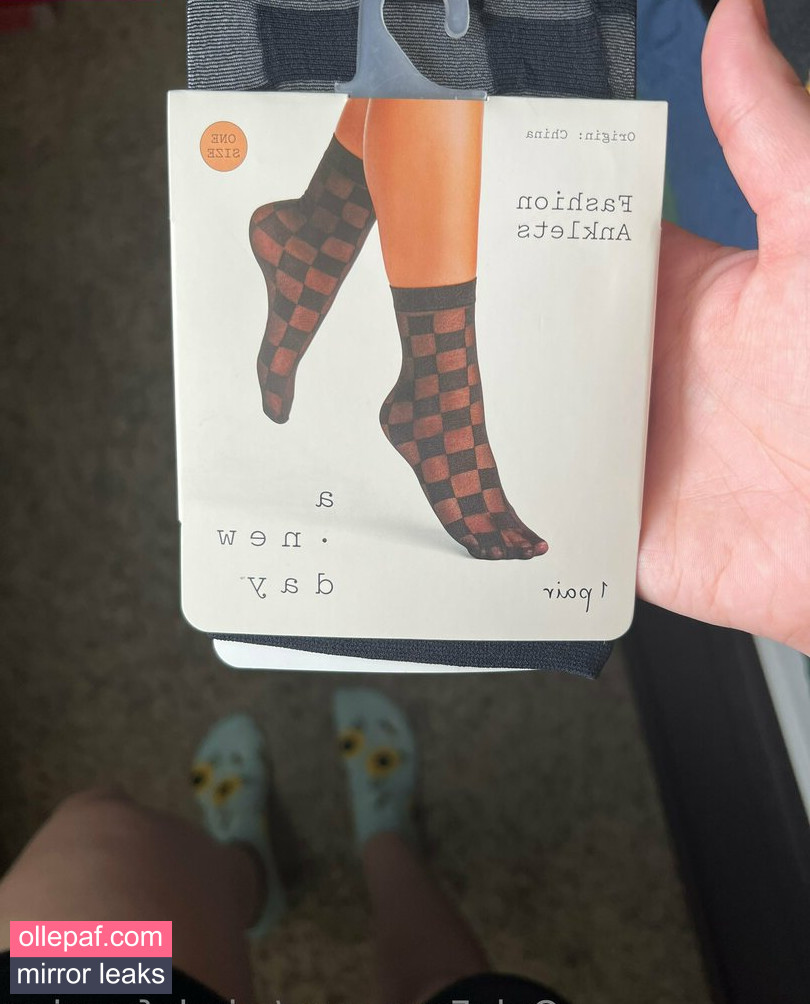 ONE
SIZE
Origin: China
Fashion
Anklets
a
· new
day
1 pair
ollepaf.com
mirror leaks